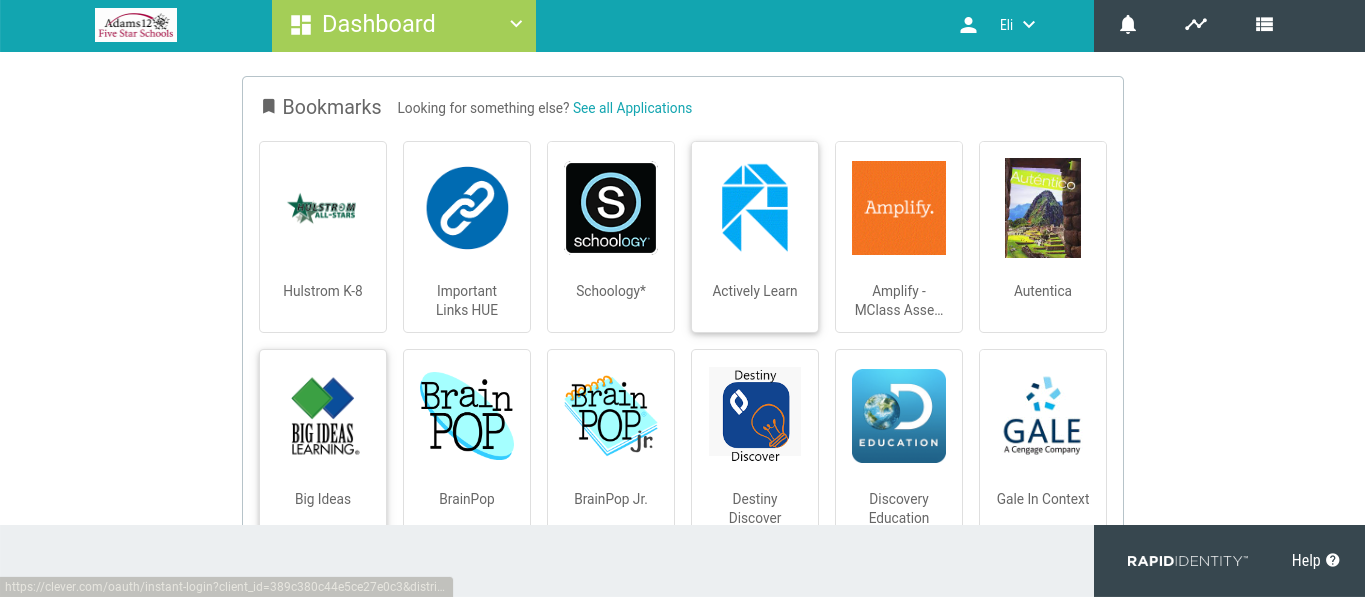 Adams12
Five Star Schools
Dashboard
Eli
Bookmarks
Looking for something else? See all Applications
HULSTROM
ALL-STARS
Hulstrom K-8
Important
Links HUE
S
schoology
Schoology*
Actively Learn
Amplify.
Amplify -
MClass Asse...
Auténtico
1
Autentica
BIG IDEAS
LEARNING®
Big Ideas
Brain
POP
BrainPop
Brain
POP
jr.
BrainPop Jr.
Destiny
Discover
Destiny
Discover
D
EDUCATION
Discovery
Education
GALE
A Cengage Company
Gale In Context
RAPIDIDENTITY™
Help ?
https://clever.com/oauth/instant-login?client_id=389c380c44e5ce27e0c3&distri...